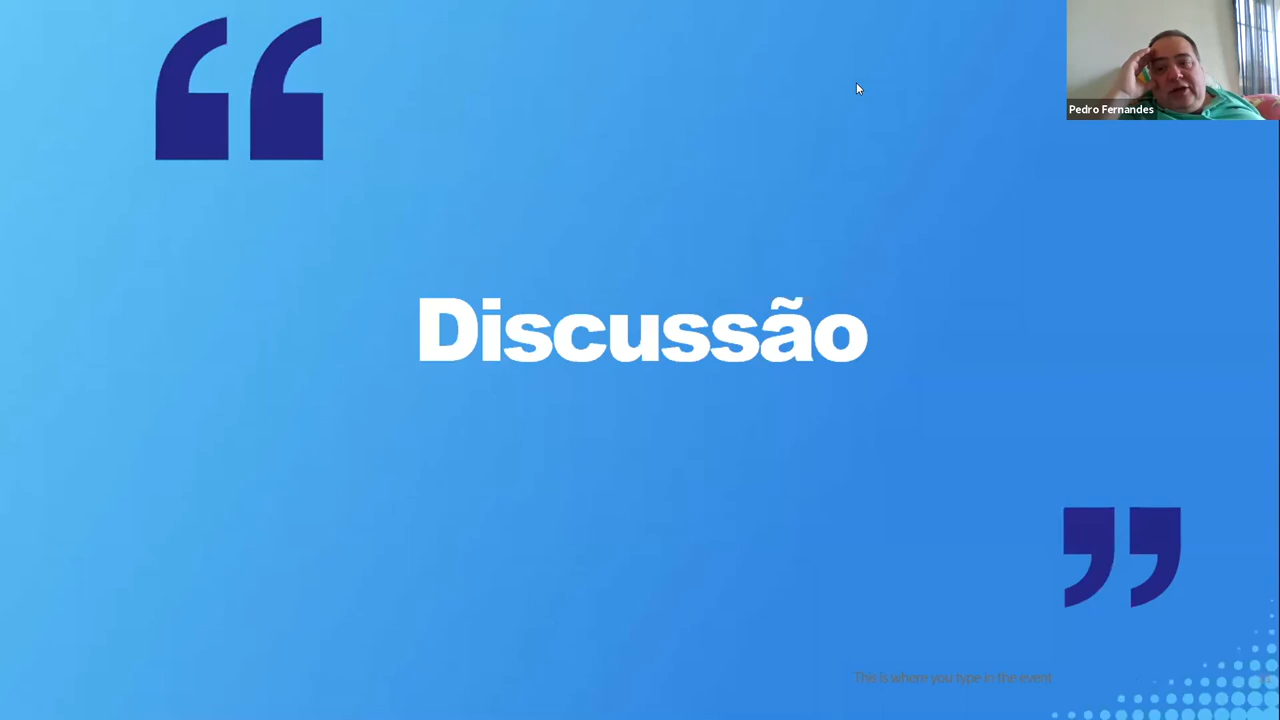 Pedro Fernandes
“
Discussão
”
This is where you type in the event